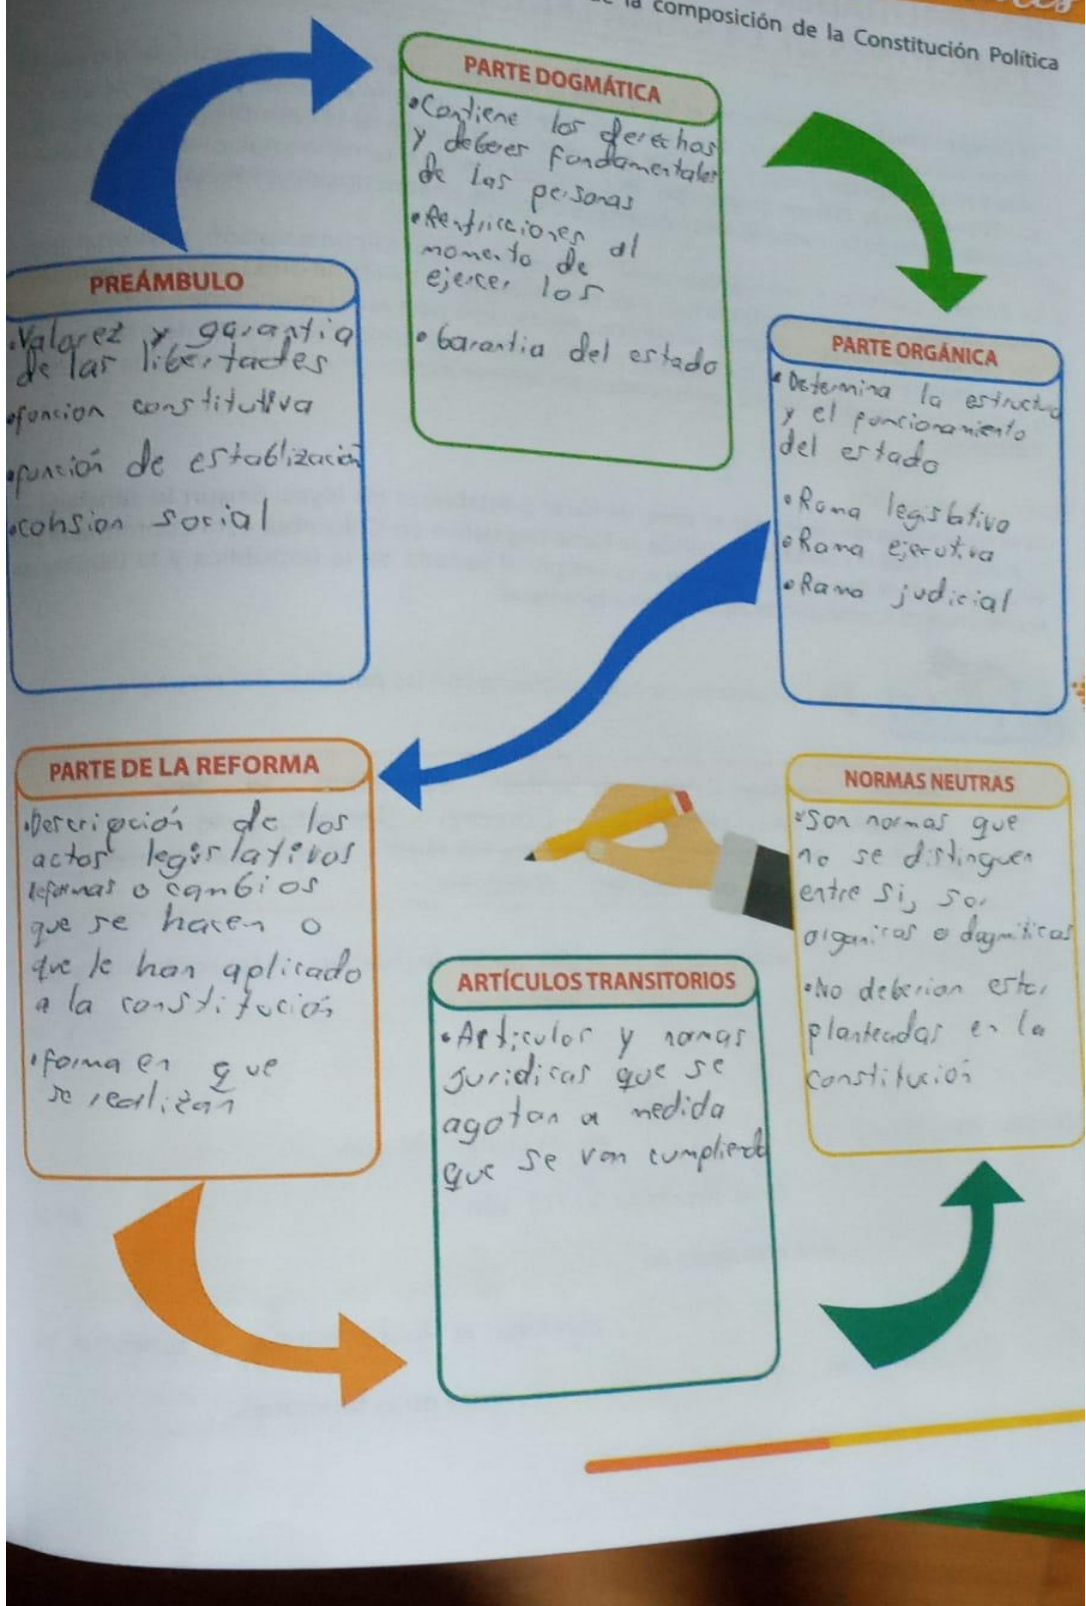 la composición de la Constitución Política
PARTE DOGMÁTICA
•Contiene los derechos
y deberes fundamentales
de las personas
•Restricciones al
momento de
ejercer los
•Garantia del estado
PREÁMBULO
•Valorez y garantia
de las libertades
•funcion constitutiva
•función de establización
•cohsion social
PARTE ORGÁNICA
•Determina la estructura
y el funcionamiento
del estado
•Rama legislativa
•Rama ejecutiva
•Rama judicial
PARTE DE LA REFORMA
•Descripción de los
actos legislativos
reformas o cambios
que se hacen o
que le han aplicado
a la constitución
•forma en que
se realizan
NORMAS NEUTRAS
•Son normas que
no se distinguen
entre si, son
organicas o dogmáticas
•No deberian estar
planteadas en la
constitución
ARTÍCULOS TRANSITORIOS
•Articulos y normas
juridicas que se
agotan a medida
que se van cumpliendo